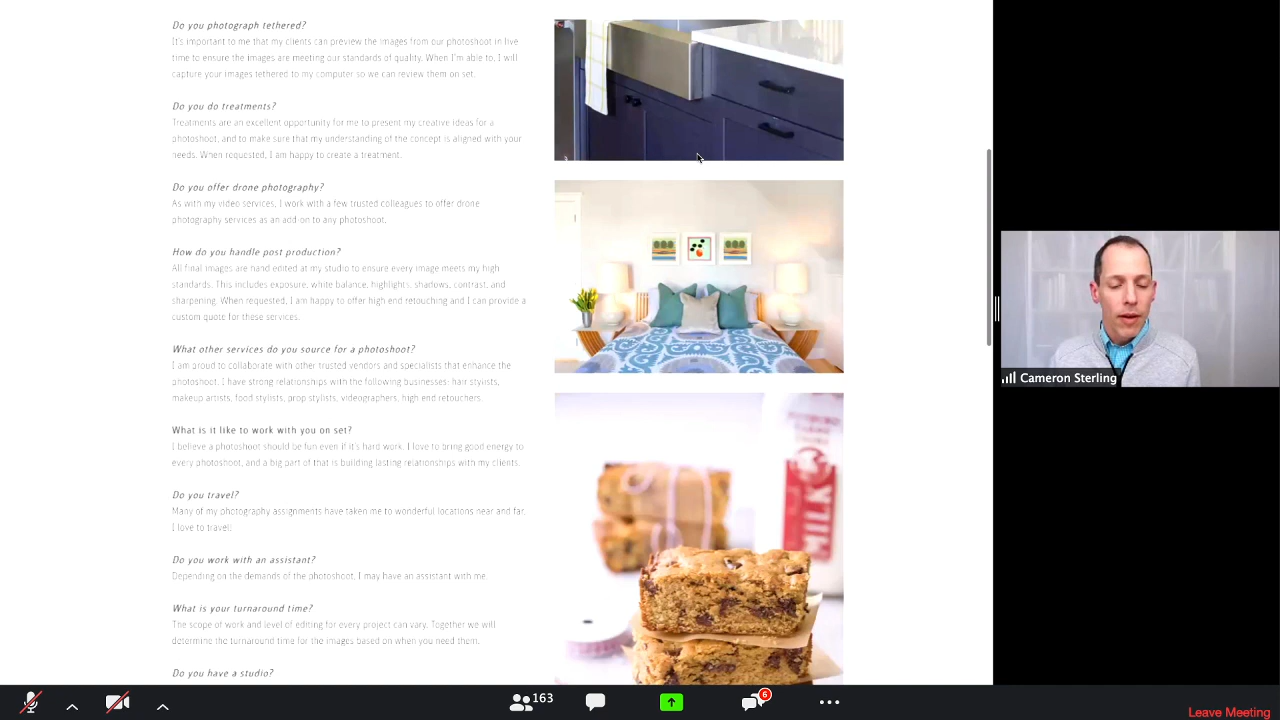 Do you photograph tethered?
It's important to me that my clients can preview the images from our photoshoot in live
time to ensure the images are meeting our standards of quality. When I'm able to, I will
capture your images tethered to my computer so we can review them on set.
Do you do treatments?
Treatments are an excellent opportunity for me to present my creative ideas for a
photoshoot, and to make sure that my understanding of the concept is aligned with your
needs. When requested, I am happy to create a treatment.
Do you offer drone photography?
As with my video services, I work with a few trusted colleagues to offer drone
photography services as an add-on to any photoshoot.
How do you handle post production?
All final images are hand edited at my studio to ensure every image meets my high
standards. This includes exposure, white balance, highlights, shadows, contrast, and
sharpening. When requested, I am happy to offer high end retouching and I can provide a
custom quote for these services.
What other services do you source for a photoshoot?
I am proud to collaborate with other trusted vendors and specialists that enhance the
photoshoot. I have strong relationships with the following businesses: hair stylists,
makeup artists, food stylists, prop stylists, videographers, high end retouchers.
What is it like to work with you on set?
I believe a photoshoot should be fun even if it's hard work. I love to bring good energy to
every photoshoot, and a big part of that is building lasting relationships with my clients.
Do you travel?
Many of my photography assignments have taken me to wonderful locations near and far,
I love to travel!
Do you work with an assistant?
Depending on the demands of the photoshoot, I may have an assistant with me
What is your turnaround time?
The scope of work and level of editing for every project can vary. Together we will
determine the turnaround time for the images based on when you need them.
Do you have a studio?
MILK
Cameron Sterling
163
6
Leave Meeting